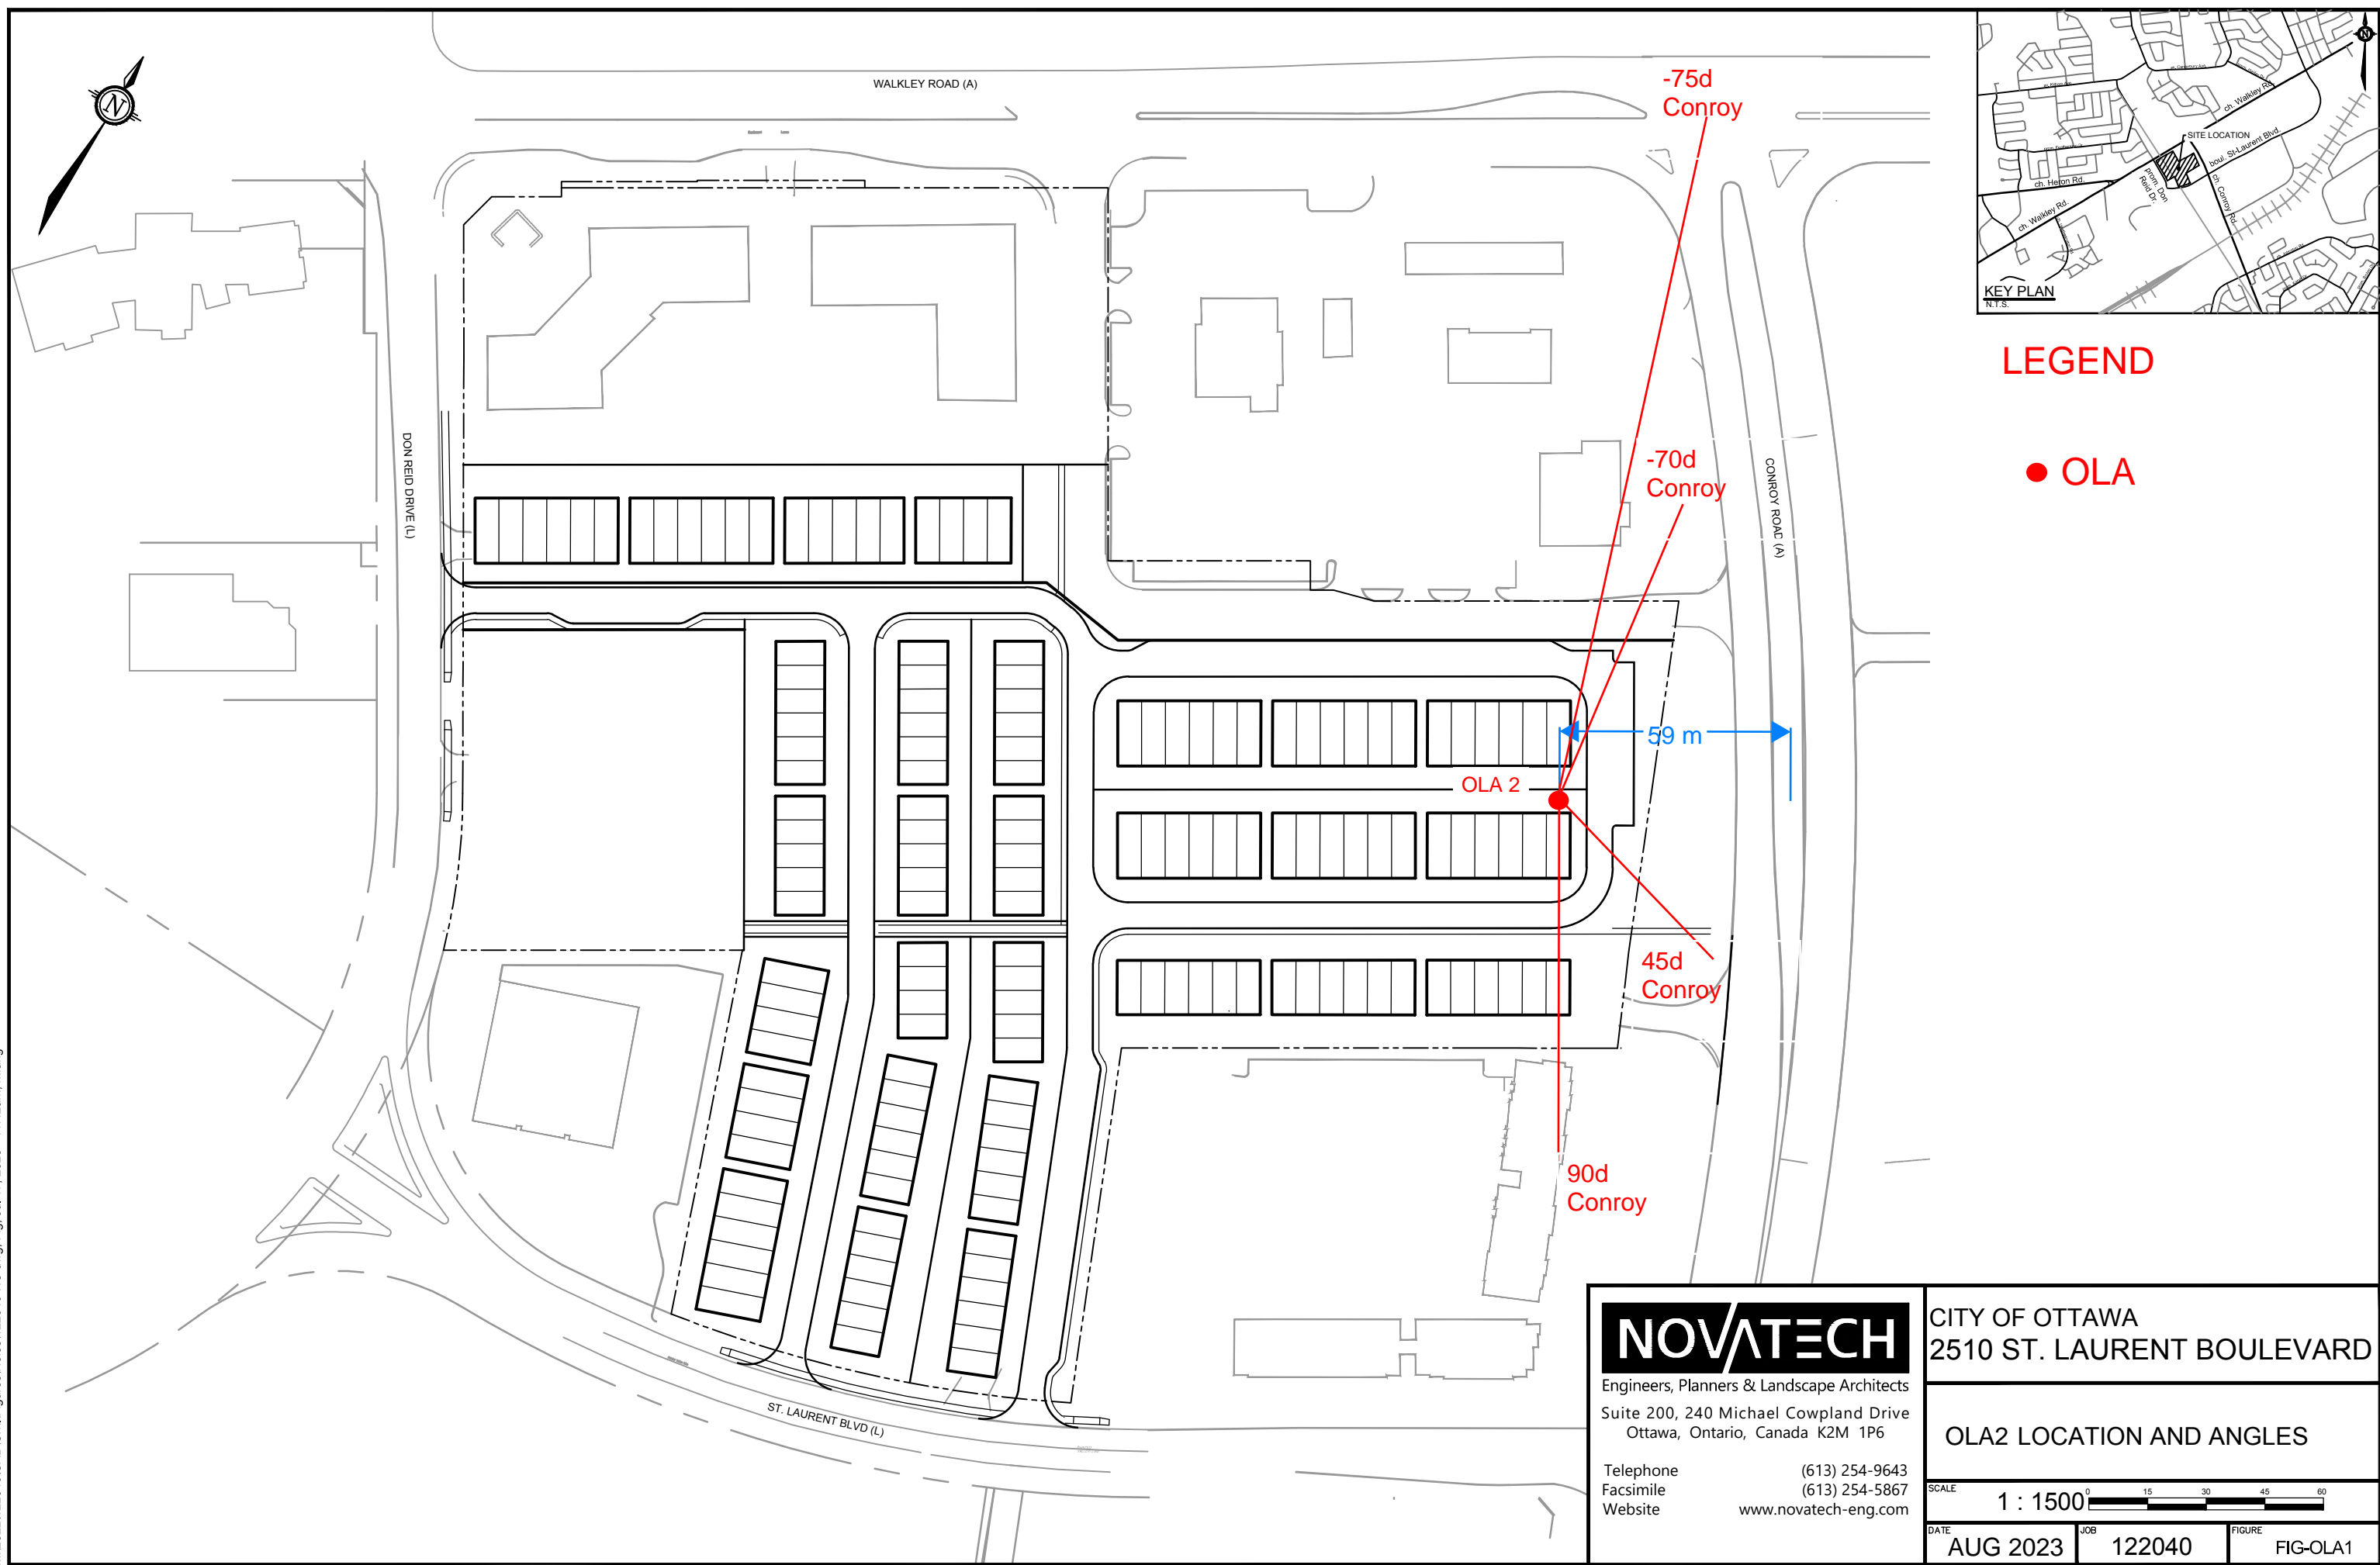 WALKLEY ROAD (A)
N
-75d
Conroy
-70d
Conroy
DON REID DRIVE (L)
CONROY ROAD (A)
59 m
OLA 2
45d
Conroy
90d
Conroy
ST. LAURENT BLVD (L)
N
ch. Walkley Rd.
SITE LOCATION
boul. St-Laurent Blvd.
ch. Heron Rd.
prom. Don
Reid Dr.
ch. Conroy Rd.
ch. Walkley Rd.
KEY PLAN
N.T.S.
LEGEND
OLA
NOVATECH
Engineers, Planners & Landscape Architects
Suite 200, 240 Michael Cowpland Drive
Ottawa, Ontario, Canada K2M 1P6
Telephone (613) 254-9643
Facsimile (613) 254-5867
Website www.novatech-eng.com
CITY OF OTTAWA
2510 ST. LAURENT BOULEVARD
OLA2 LOCATION AND ANGLES
SCALE
1 : 1500
0 15 30 45 60
DATE
AUG 2023
JOB
122040
FIGURE
FIG-OLA1